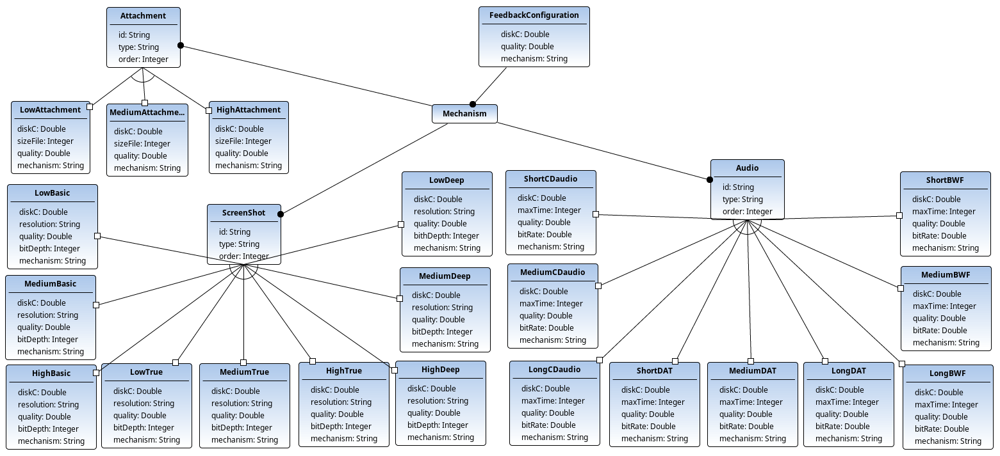 Attachment
id: String
type: String
order: Integer
FeedbackConfiguration
diskC: Double
quality: Double
mechanism: String
LowAttachment
diskC: Double
sizeFile: Integer
quality: Double
mechanism: String
MediumAttachme...
diskC: Double
sizeFile: Integer
quality: Double
mechanism: String
HighAttachment
diskC: Double
sizeFile: Integer
quality: Double
mechanism: String
Mechanism
LowBasic
diskC: Double
resolution: String
quality: Double
bitDepth: Integer
mechanism: String
ScreenShot
id: String
type: String
order: Integer
LowDeep
diskC: Double
resolution: String
quality: Double
bithDepth: Integer
mechanism: String
ShortCDaudio
diskC: Double
maxTime: Integer
quality: Double
bitRate: Double
mechanism: String
Audio
id: String
type: String
order: Integer
ShortBWF
diskC: Double
maxTime: Integer
quality: Double
bitRate: Double
mechanism: String
MediumBasic
diskC: Double
resolution: String
quality: Double
bitDepth: Integer
mechanism: String
MediumDeep
diskC: Double
resolution: String
quality: Double
bitDepth: Integer
mechanism: String
MediumCDaudio
diskC: Double
maxTime: Integer
quality: Double
bitRate: Double
mechanism: String
MediumBWF
diskC: Double
maxTime: Integer
quality: Double
bitRate: Double
mechanism: String
HighBasic
diskC: Double
resolution: String
quality: Double
bitDepth: Integer
mechanism: String
LowTrue
diskC: Double
resolution: String
quality: Double
bitDepth: Integer
mechanism: String
MediumTrue
diskC: Double
resolution: String
quality: Double
bitDepth: Integer
mechanism: String
HighTrue
diskC: Double
resolution: String
quality: Double
bitDepth: Integer
mechanism: String
HighDeep
diskC: Double
resolution: String
quality: Double
bitDepth: Integer
mechanism: String
LongCDaudio
diskC: Double
maxTime: Integer
quality: Double
bitRate: Double
mechanism: String
ShortDAT
diskC: Double
maxTime: Integer
quality: Double
bitRate: Double
mechanism: String
MediumDAT
diskC: Double
maxTime: Integer
quality: Double
bitRate: Double
mechanism: String
LongDAT
diskC: Double
maxTime: Integer
quality: Double
bitRate: Double
mechanism: String
LongBWF
diskC: Double
maxTime: Integer
quality: Double
bitRate: Double
mechanism: String